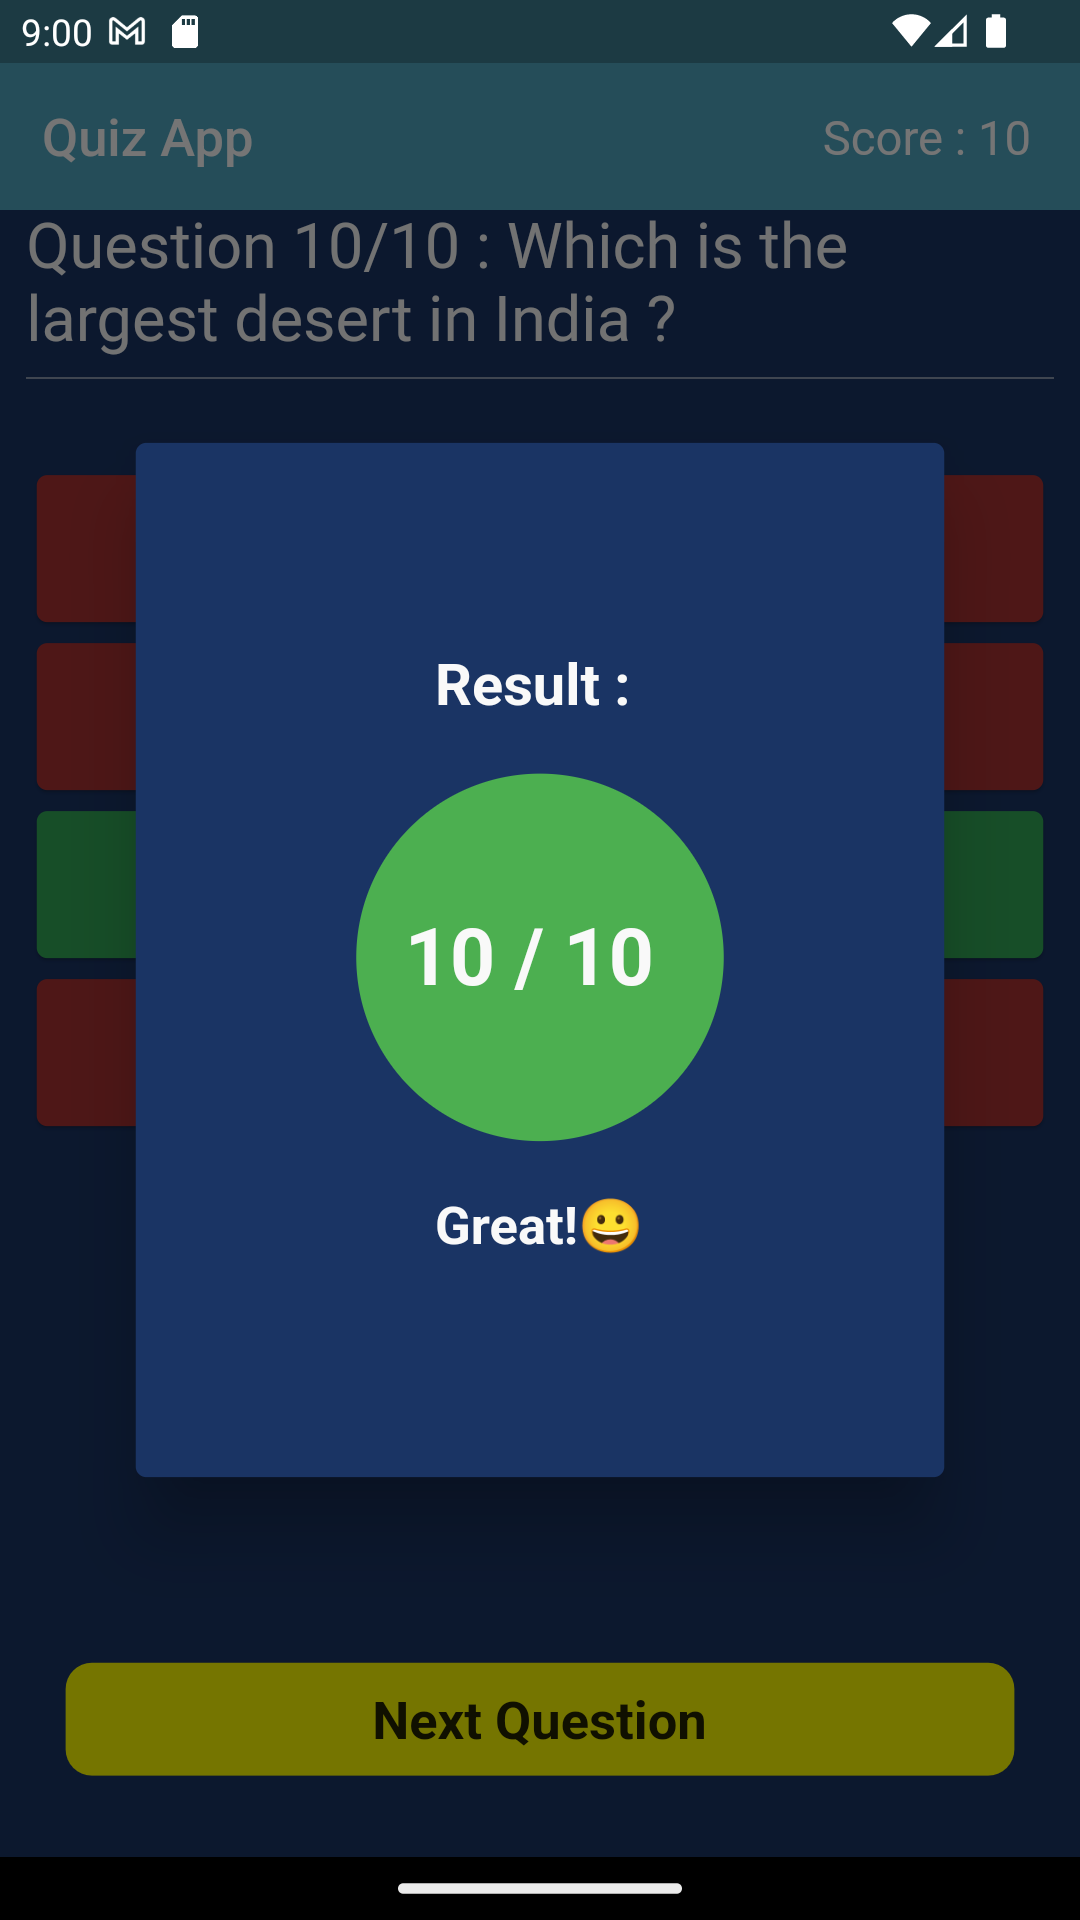 9:00
Quiz App
Score : 10
Question 10/10 : Which is the
largest desert in India ?
Result :
10 / 10
Great!😀
Next Question